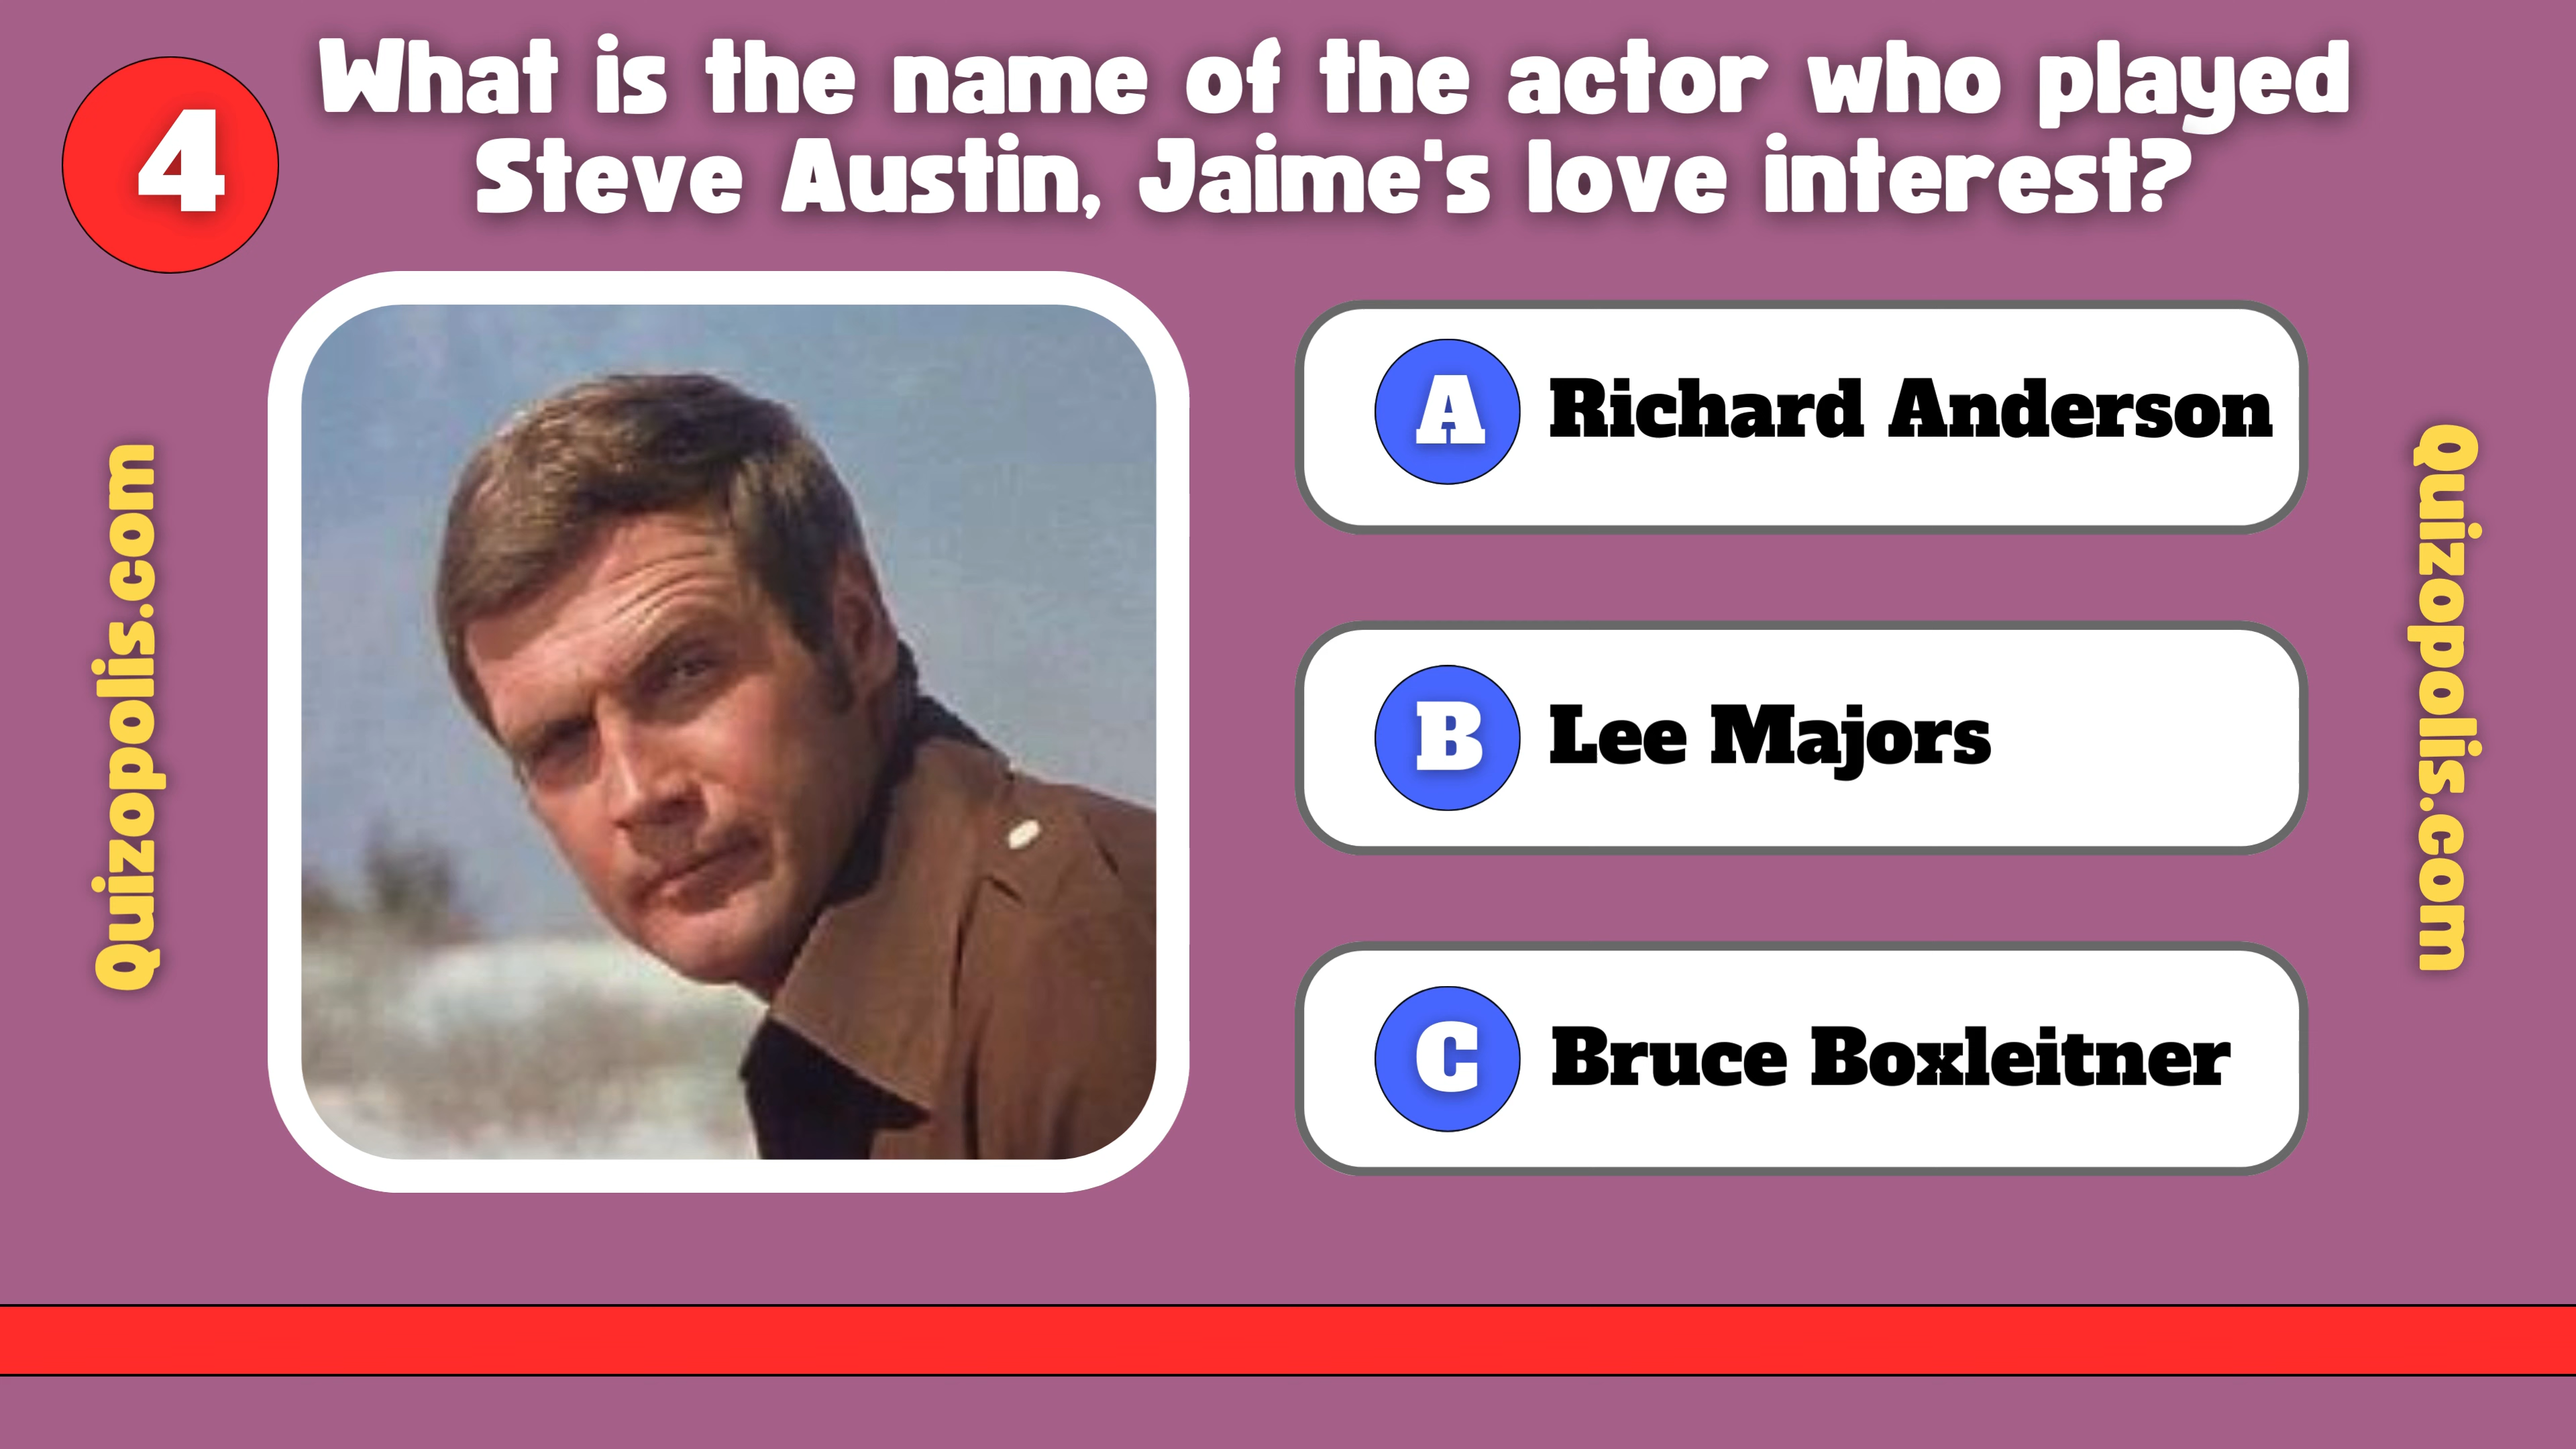 4
What is the name of the actor who played
Steve Austin, Jaime's love interest?
Quizopolis.com
A Richard Anderson
B Lee Majors
C Bruce Boxleitner
Quizopolis.com